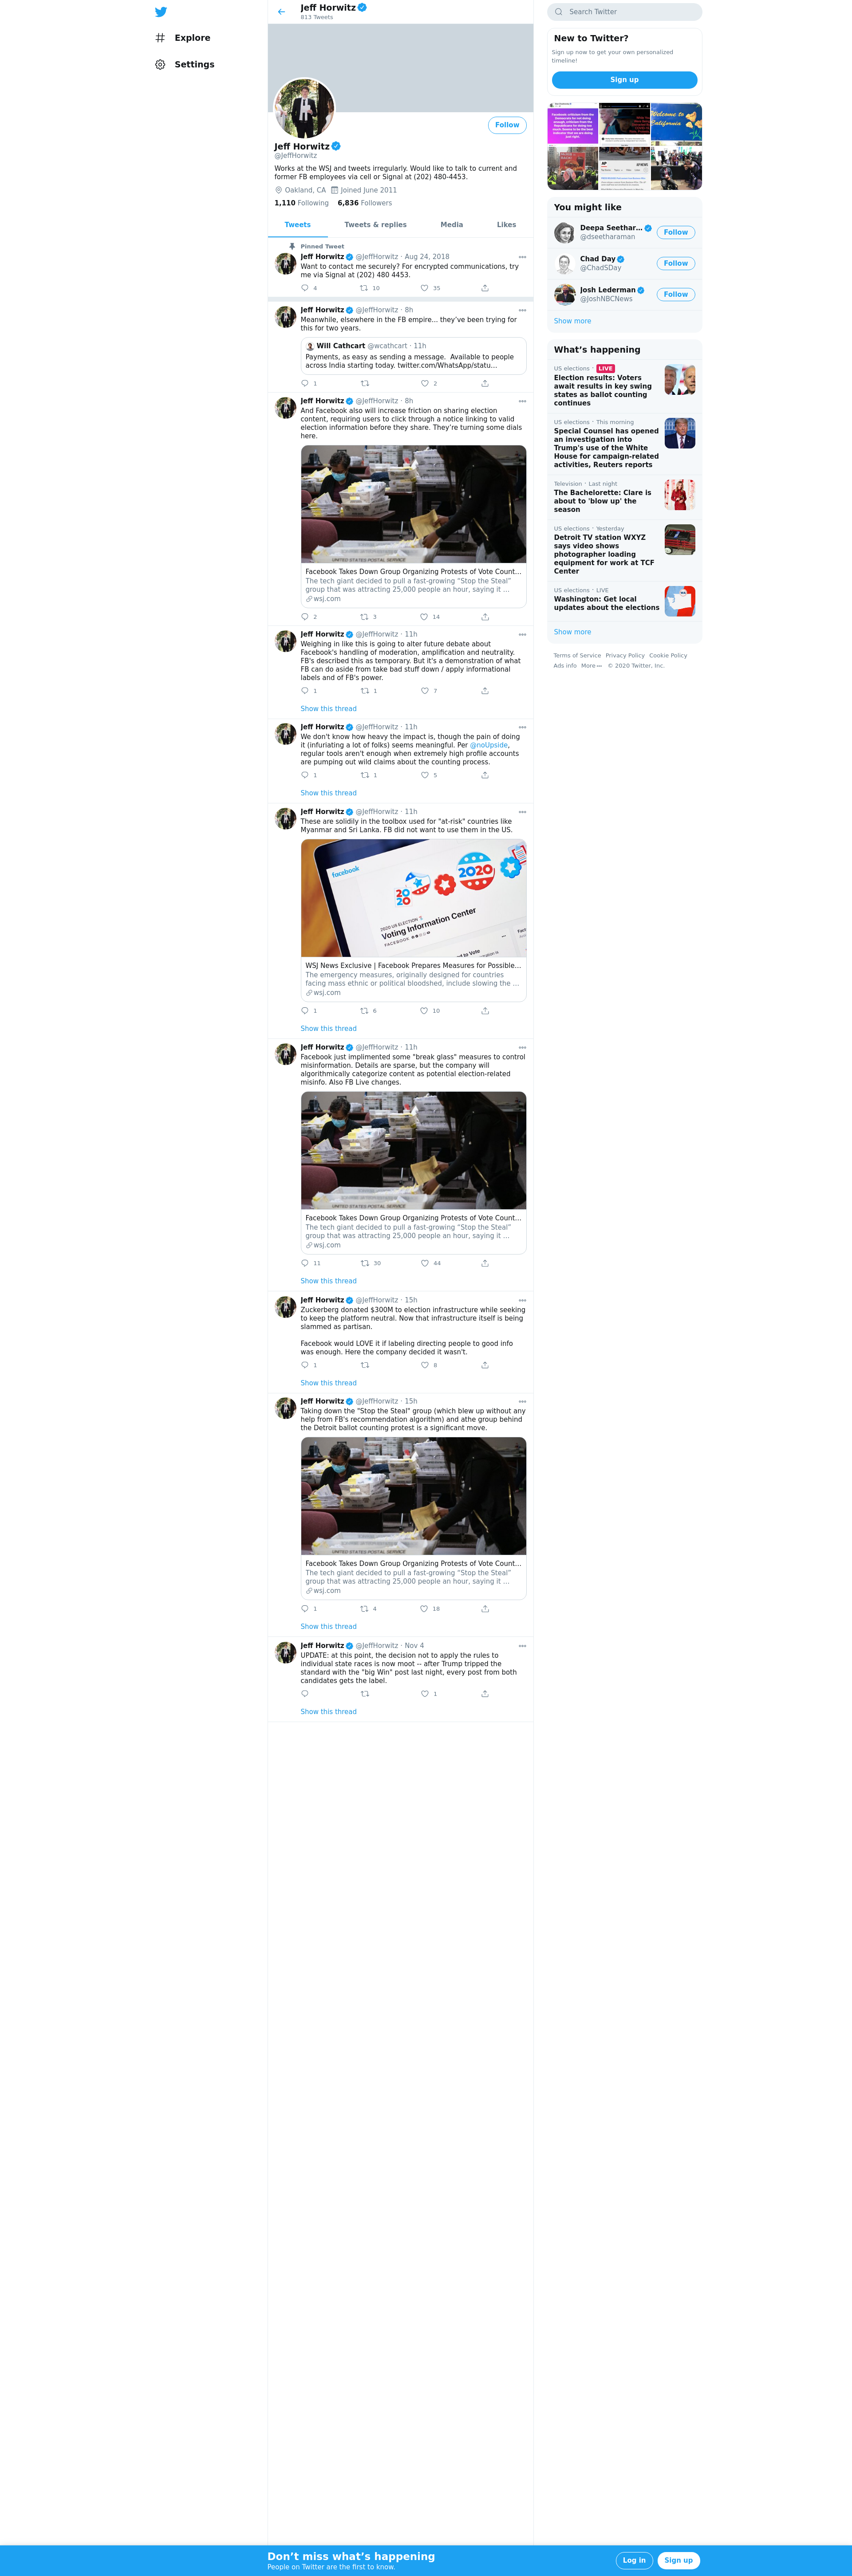 Explore
Settings
Jeff Horwitz
813 Tweets
Follow
Jeff Horwitz
@JeffHorwitz
Works at the WSJ and tweets irregularly. Would like to talk to current and
former FB employees via cell or Signal at (202) 480-4453.
Oakland, CA Joined June 2011
1,110 Following 6,836 Followers
Tweets Tweets & replies Media Likes
Pinned Tweet
Jeff Horwitz @JeffHorwitz · Aug 24, 2018
Want to contact me securely? For encrypted communications, try
me via Signal at (202) 480 4453.
4 10 35
Jeff Horwitz @JeffHorwitz · 8h
Meanwhile, elsewhere in the FB empire... they've been trying for
this for two years.
Will Cathcart @wcathcart · 11h
Payments, as easy as sending a message. Available to people
across India starting today. twitter.com/WhatsApp/statu…
1 2
Jeff Horwitz @JeffHorwitz · 8h
And Facebook also will increase friction on sharing election
content, requiring users to click through a notice linking to valid
election information before they share. They're turning some dials
here.
UNITED STATES POSTAL SERVICE
Facebook Takes Down Group Organizing Protests of Vote Count…
The tech giant decided to pull a fast-growing "Stop the Steal"
group that was attracting 25,000 people an hour, saying it …
wsj.com
2 3 14
Jeff Horwitz @JeffHorwitz · 11h
Weighing in like this is going to alter future debate about
Facebook's handling of moderation, amplification and neutrality.
FB's described this as temporary. But it's a demonstration of what
FB can do aside from take bad stuff down / apply informational
labels and of FB's power.
1 1 7
Show this thread
Jeff Horwitz @JeffHorwitz · 11h
We don't know how heavy the impact is, though the pain of doing
it (infuriating a lot of folks) seems meaningful. Per @noUpside,
regular tools aren't enough when extremely high profile accounts
are pumping out wild claims about the counting process.
1 1 5
Show this thread
Jeff Horwitz @JeffHorwitz · 11h
These are solidily in the toolbox used for "at-risk" countries like
Myanmar and Sri Lanka. FB did not want to use them in the US.
facebook
2020
2020
2020 US ELECTION
Voting Information Center
FACEBOOK
WSJ News Exclusive | Facebook Prepares Measures for Possible…
The emergency measures, originally designed for countries
facing mass ethnic or political bloodshed, include slowing the …
wsj.com
1 6 10
Show this thread
Jeff Horwitz @JeffHorwitz · 11h
Facebook just implimented some "break glass" measures to control
misinformation. Details are sparse, but the company will
algorithmically categorize content as potential election-related
misinfo. Also FB Live changes.
UNITED STATES POSTAL SERVICE
Facebook Takes Down Group Organizing Protests of Vote Count…
The tech giant decided to pull a fast-growing "Stop the Steal"
group that was attracting 25,000 people an hour, saying it …
wsj.com
11 30 44
Show this thread
Jeff Horwitz @JeffHorwitz · 15h
Zuckerberg donated $300M to election infrastructure while seeking
to keep the platform neutral. Now that infrastructure itself is being
slammed as partisan.
Facebook would LOVE it if labeling directing people to good info
was enough. Here the company decided it wasn't.
1 8
Show this thread
Jeff Horwitz @JeffHorwitz · 15h
Taking down the "Stop the Steal" group (which blew up without any
help from FB's recommendation algorithm) and athe group behind
the Detroit ballot counting protest is a significant move.
UNITED STATES POSTAL SERVICE
Facebook Takes Down Group Organizing Protests of Vote Count…
The tech giant decided to pull a fast-growing "Stop the Steal"
group that was attracting 25,000 people an hour, saying it …
wsj.com
1 4 18
Show this thread
Jeff Horwitz @JeffHorwitz · Nov 4
UPDATE: at this point, the decision not to apply the rules to
individual state races is now moot -- after Trump tripped the
standard with the "big Win" post last night, every post from both
candidates gets the label.
1
Show this thread
Search Twitter
New to Twitter?
Sign up now to get your own personalized
timeline!
Sign up
Welcome to
California
You might like
Deepa Seethar…
@dseetharaman
Follow
Chad Day
@ChadSDay
Follow
Josh Lederman
@JoshNBCNews
Follow
Show more
What's happening
US elections · LIVE
Election results: Voters
await results in key swing
states as ballot counting
continues
US elections · This morning
Special Counsel has opened
an investigation into
Trump's use of the White
House for campaign-related
activities, Reuters reports
Television · Last night
The Bachelorette: Clare is
about to 'blow up' the
season
US elections · Yesterday
Detroit TV station WXYZ
says video shows
photographer loading
equipment for work at TCF
Center
US elections · LIVE
Washington: Get local
updates about the elections
Show more
Terms of Service Privacy Policy Cookie Policy
Ads info More © 2020 Twitter, Inc.
Don't miss what's happening
People on Twitter are the first to know.
Log in Sign up